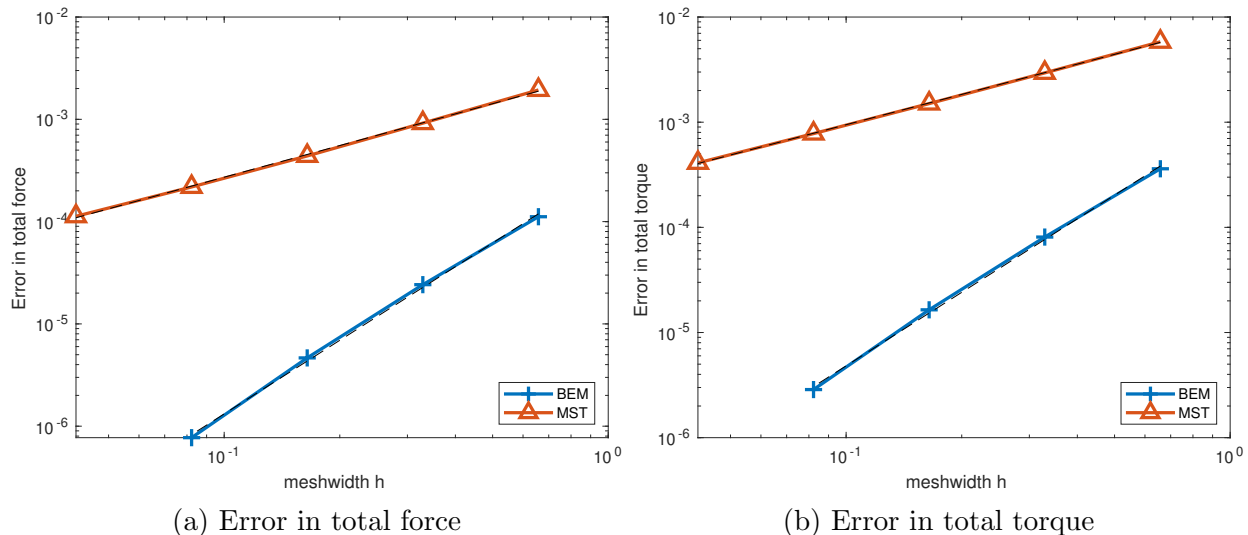 10^-2
10^-3
10^-4
10^-5
10^-6
Error in total force
10^-1
10^0
meshwidth h
BEM
MST
(a) Error in total force
10^-1
10^-2
10^-3
10^-4
10^-5
10^-6
Error in total torque
10^-1
10^0
meshwidth h
BEM
MST
(b) Error in total torque